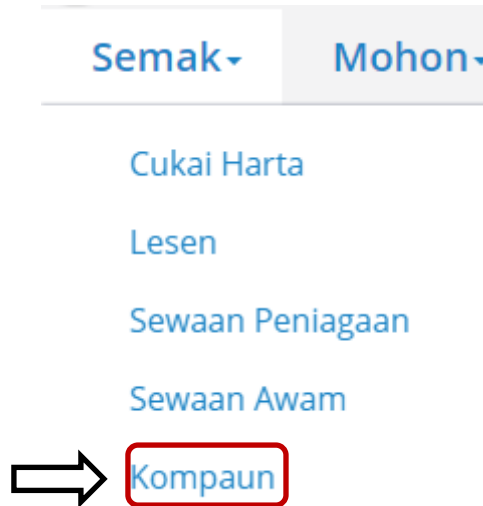 Semak Mohon
Cukai Harta
Lesen
Sewaan Peniagaan
Sewaan Awam
Kompaun